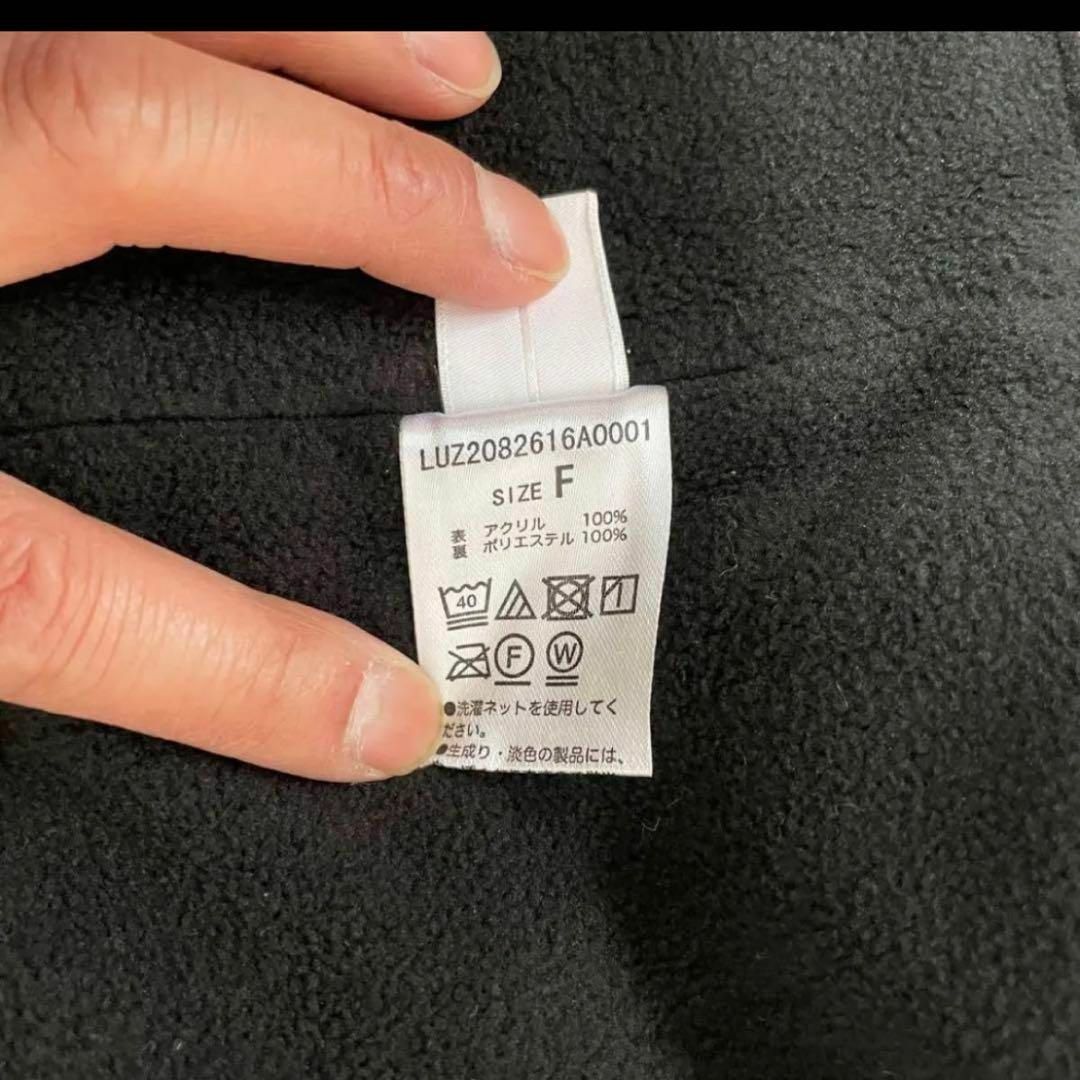 LUZ2082616A0001
SIZE F
表 アクリル 100%
裏 ポリエステル 100%
40
F W
●洗濯ネットを使用してく
ださい。
●生成り・淡色の製品には、